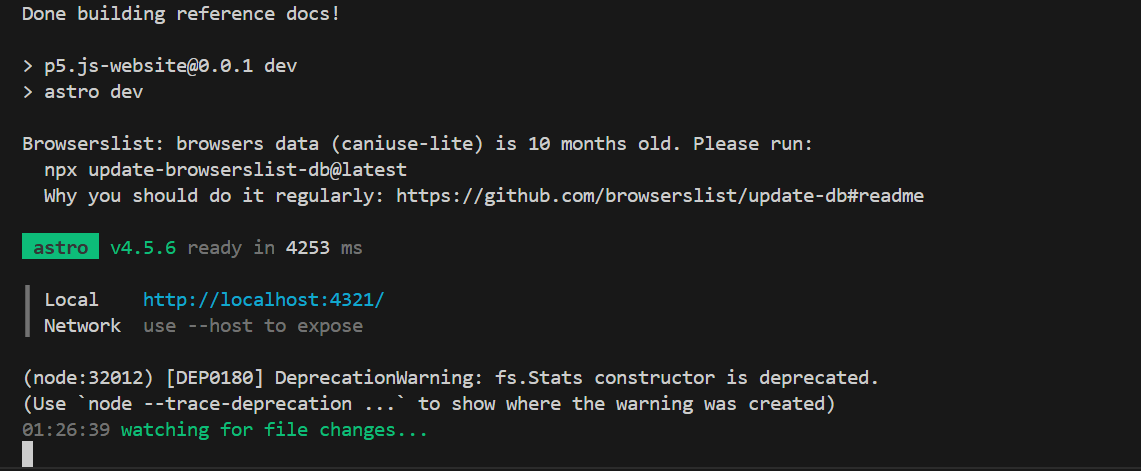 Done building reference docs!
> p5.js-website@0.0.1 dev
> astro dev
Browserslist: browsers data (caniuse-lite) is 10 months old. Please run:
npx update-browserslist-db@latest
Why you should do it regularly: https://github.com/browserslist/update-db#readme
astro v4.5.6 ready in 4253 ms
Local http://localhost:4321/
Network use --host to expose
(node:32012) [DEP0180] DeprecationWarning: fs.Stats constructor is deprecated.
(Use `node --trace-deprecation ...` to show where the warning was created)
01:26:39 watching for file changes...